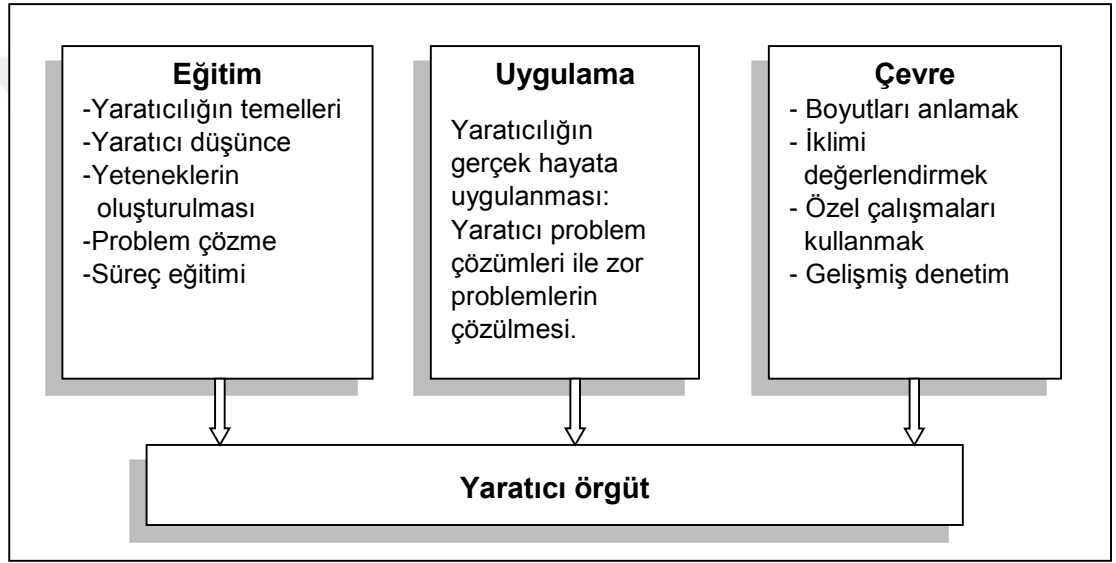 Eğitim
-Yaratıcılığın temelleri
-Yaratıcı düşünce
-Yeteneklerin
oluşturulması
-Problem çözme
-Süreç eğitimi
Uygulama
Yaratıcılığın
gerçek hayata
uygulanması:
Yaratıcı problem
çözümleri ile zor
problemlerin
çözülmesi.
Çevre
- Boyutları anlamak
- İklimi
değerlendirmek
- Özel çalışmaları
kullanmak
- Gelişmiş denetim
Yaratıcı örgüt